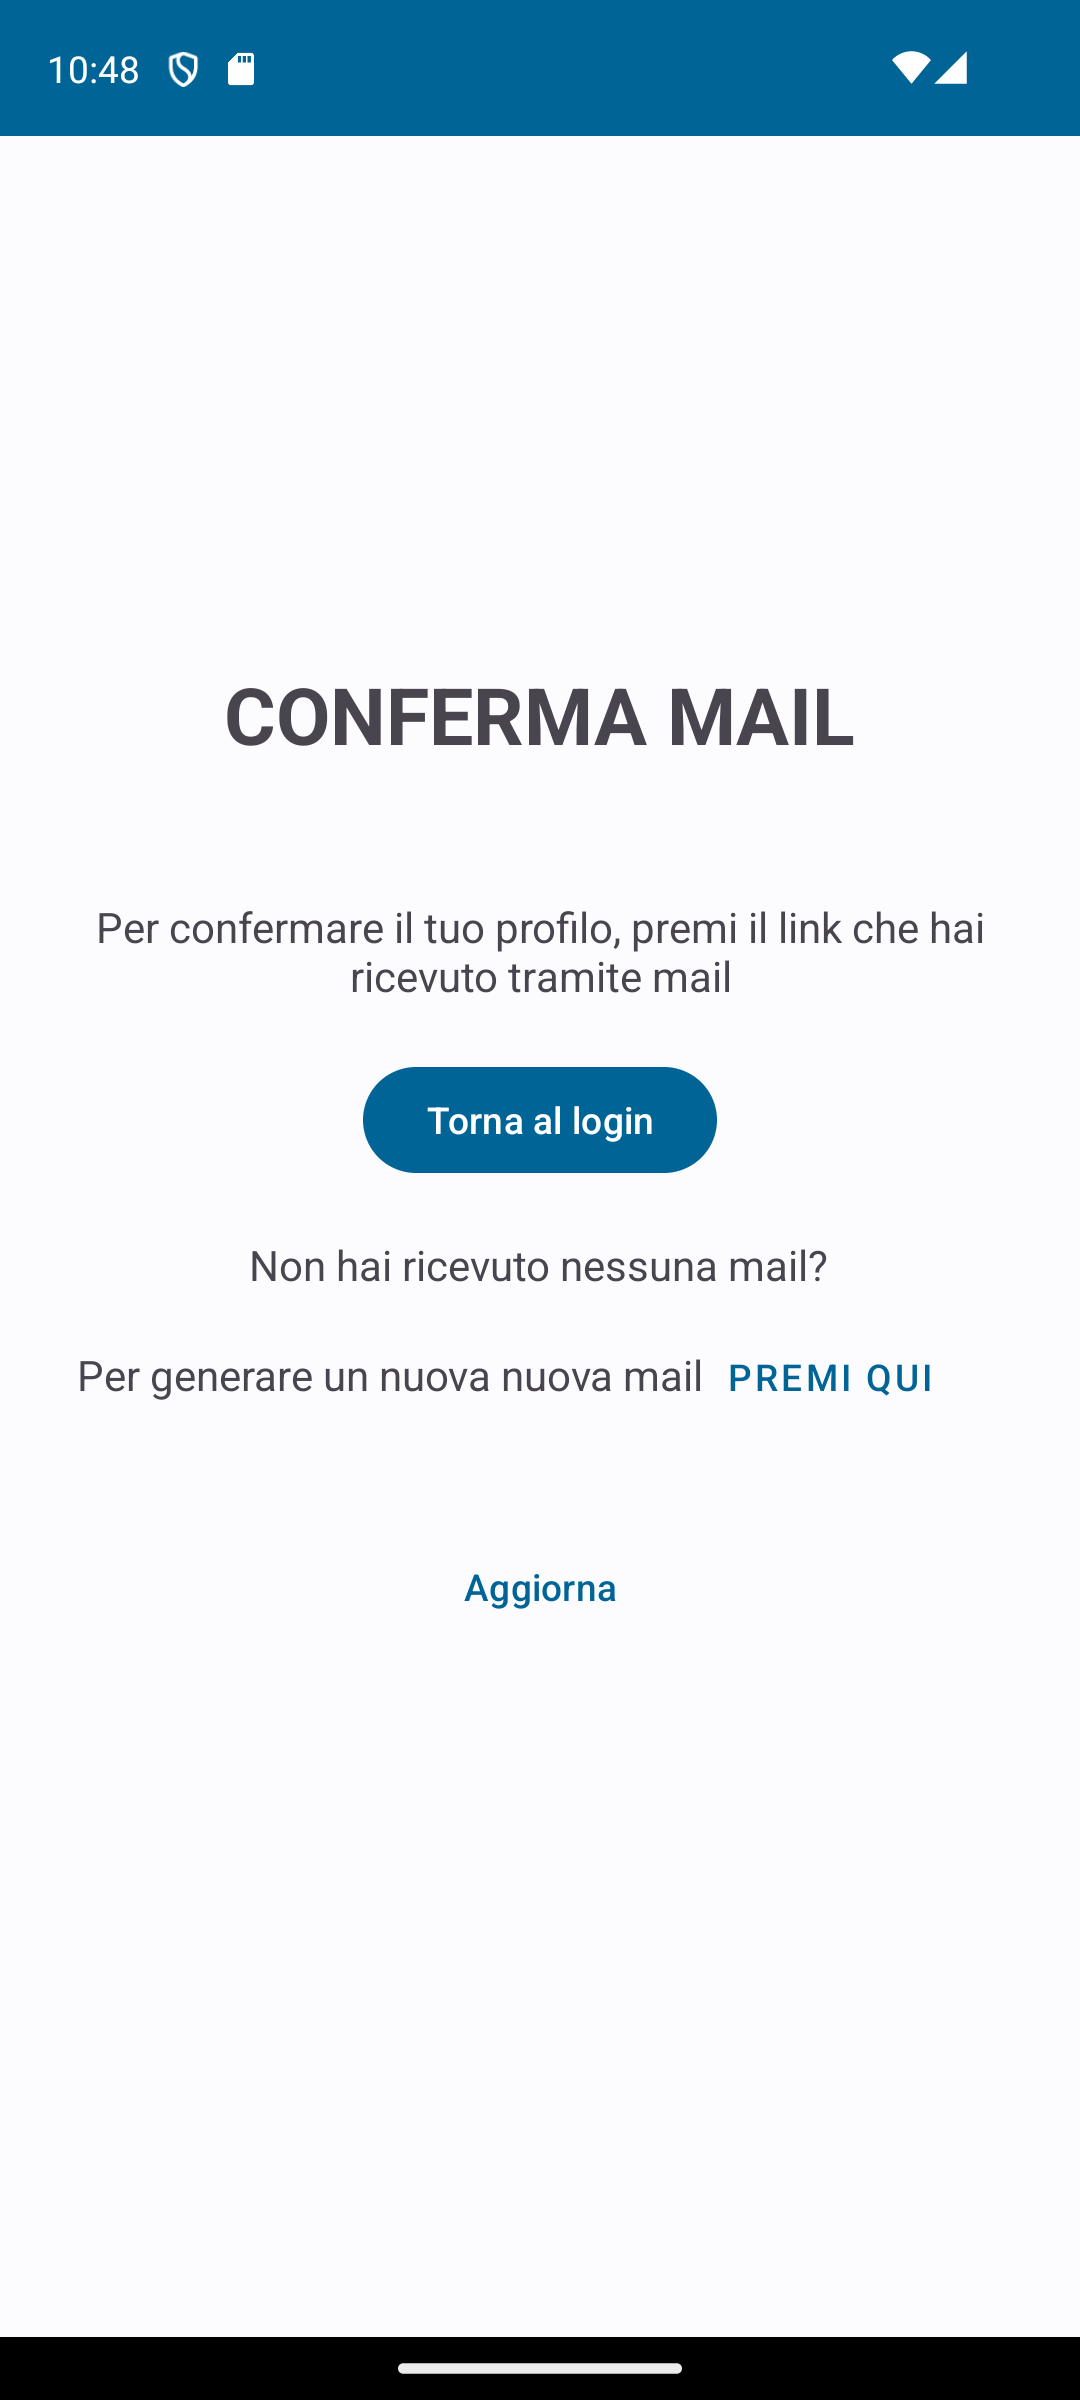 10:48
CONFERMA MAIL
Per confermare il tuo profilo, premi il link che hai
ricevuto tramite mail
Torna al login
Non hai ricevuto nessuna mail?
Per generare un nuova nuova mail PREMI QUI
Aggiorna